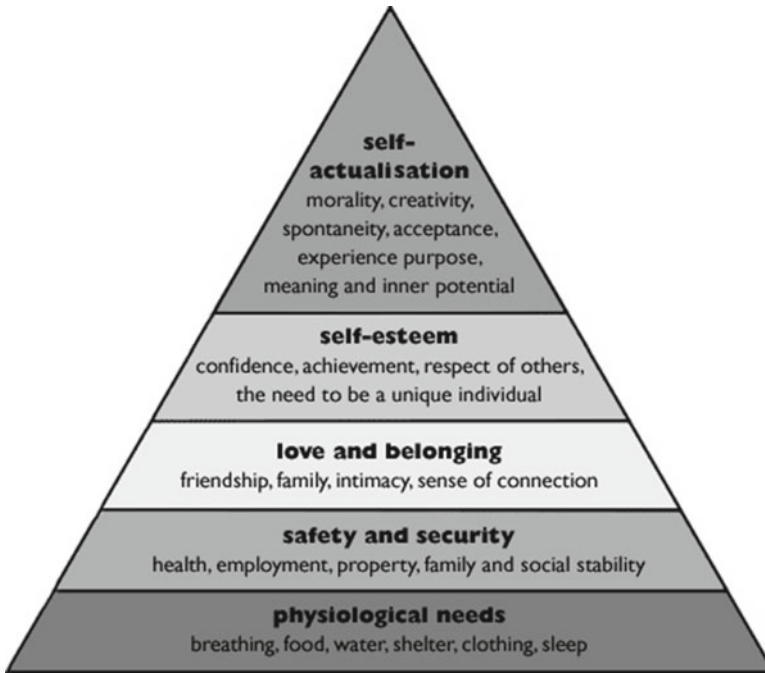 self-
actualisation
morality, creativity,
spontaneity, acceptance,
experience purpose,
meaning and inner potential
self-esteem
confidence, achievement, respect of others,
the need to be a unique individual
love and belonging
friendship, family, intimacy, sense of connection
safety and security
health, employment, property, family and social stability
physiological needs
breathing, food, water, shelter, clothing, sleep